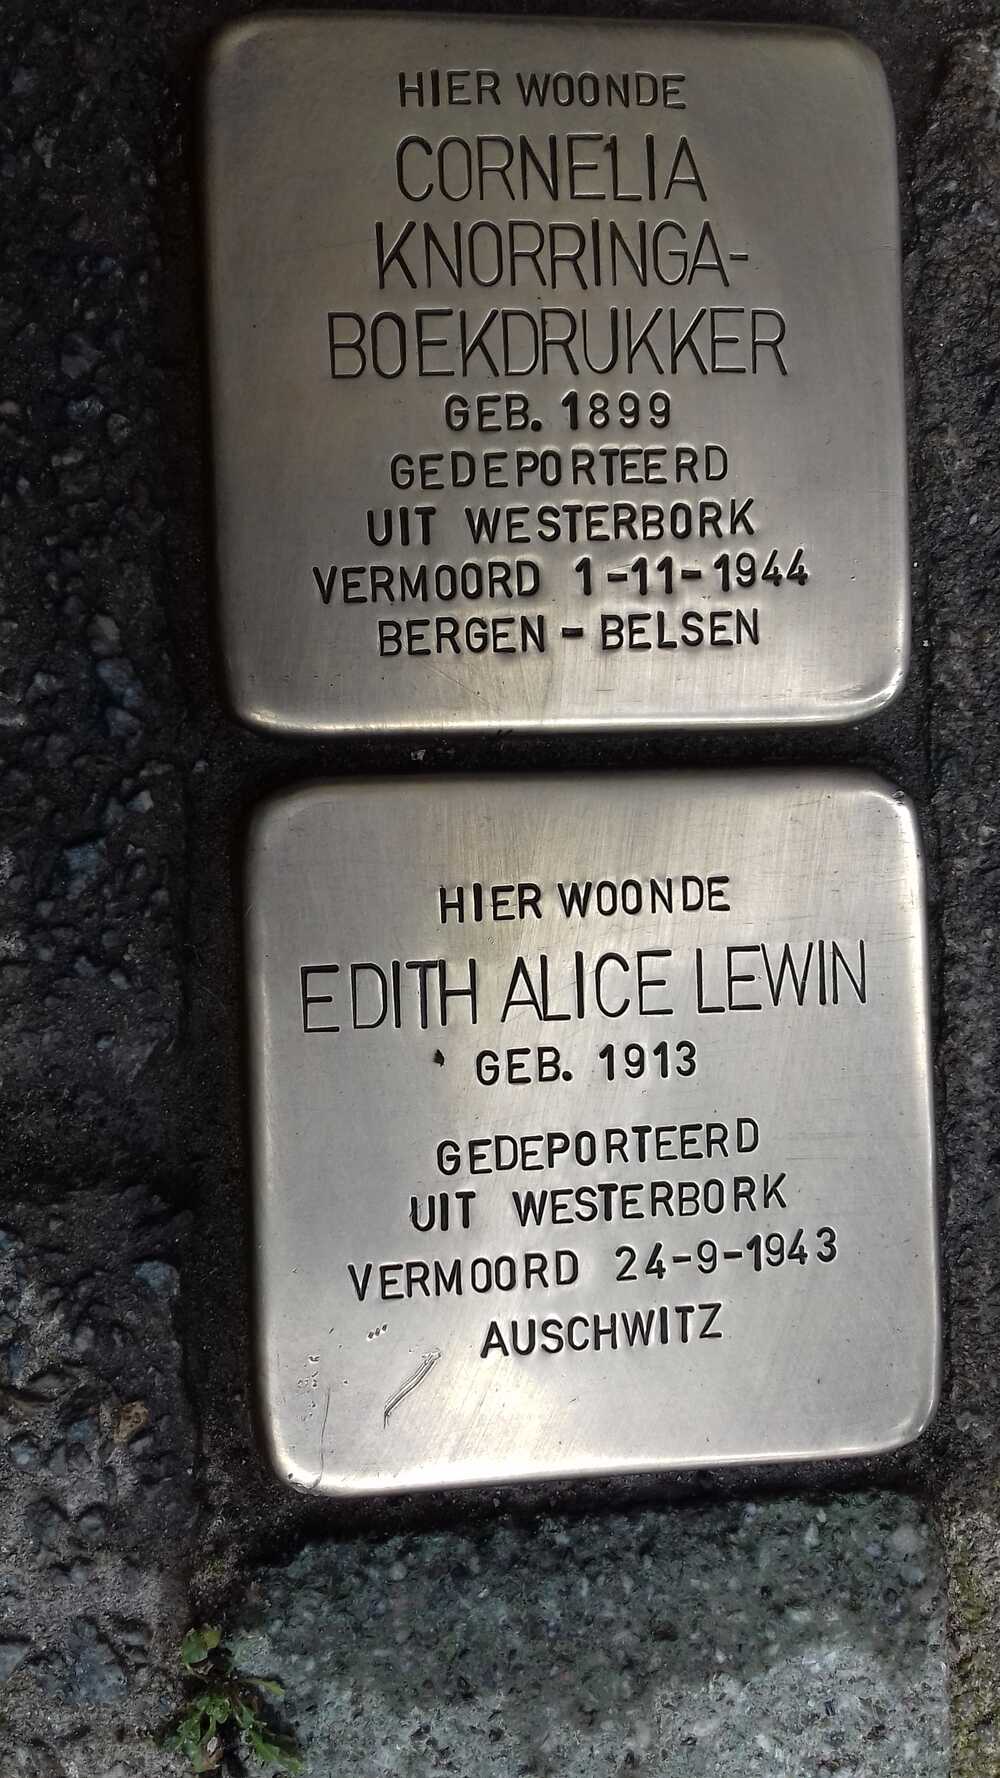 HIER WOONDE
CORNELIA
KNORRINGA-
BOEKDRUKKER
GEB. 1899
GEDEPORTEERD
UIT WESTERBORK
VERMOORD 1-11-1944
BERGEN-BELSEN
HIER WOONDE
EDITH ALICE LEWIN
GEB. 1913
GEDEPORTEERD
UIT WESTERBORK
VERMOORD 24-9-1943
AUSCHWITZ